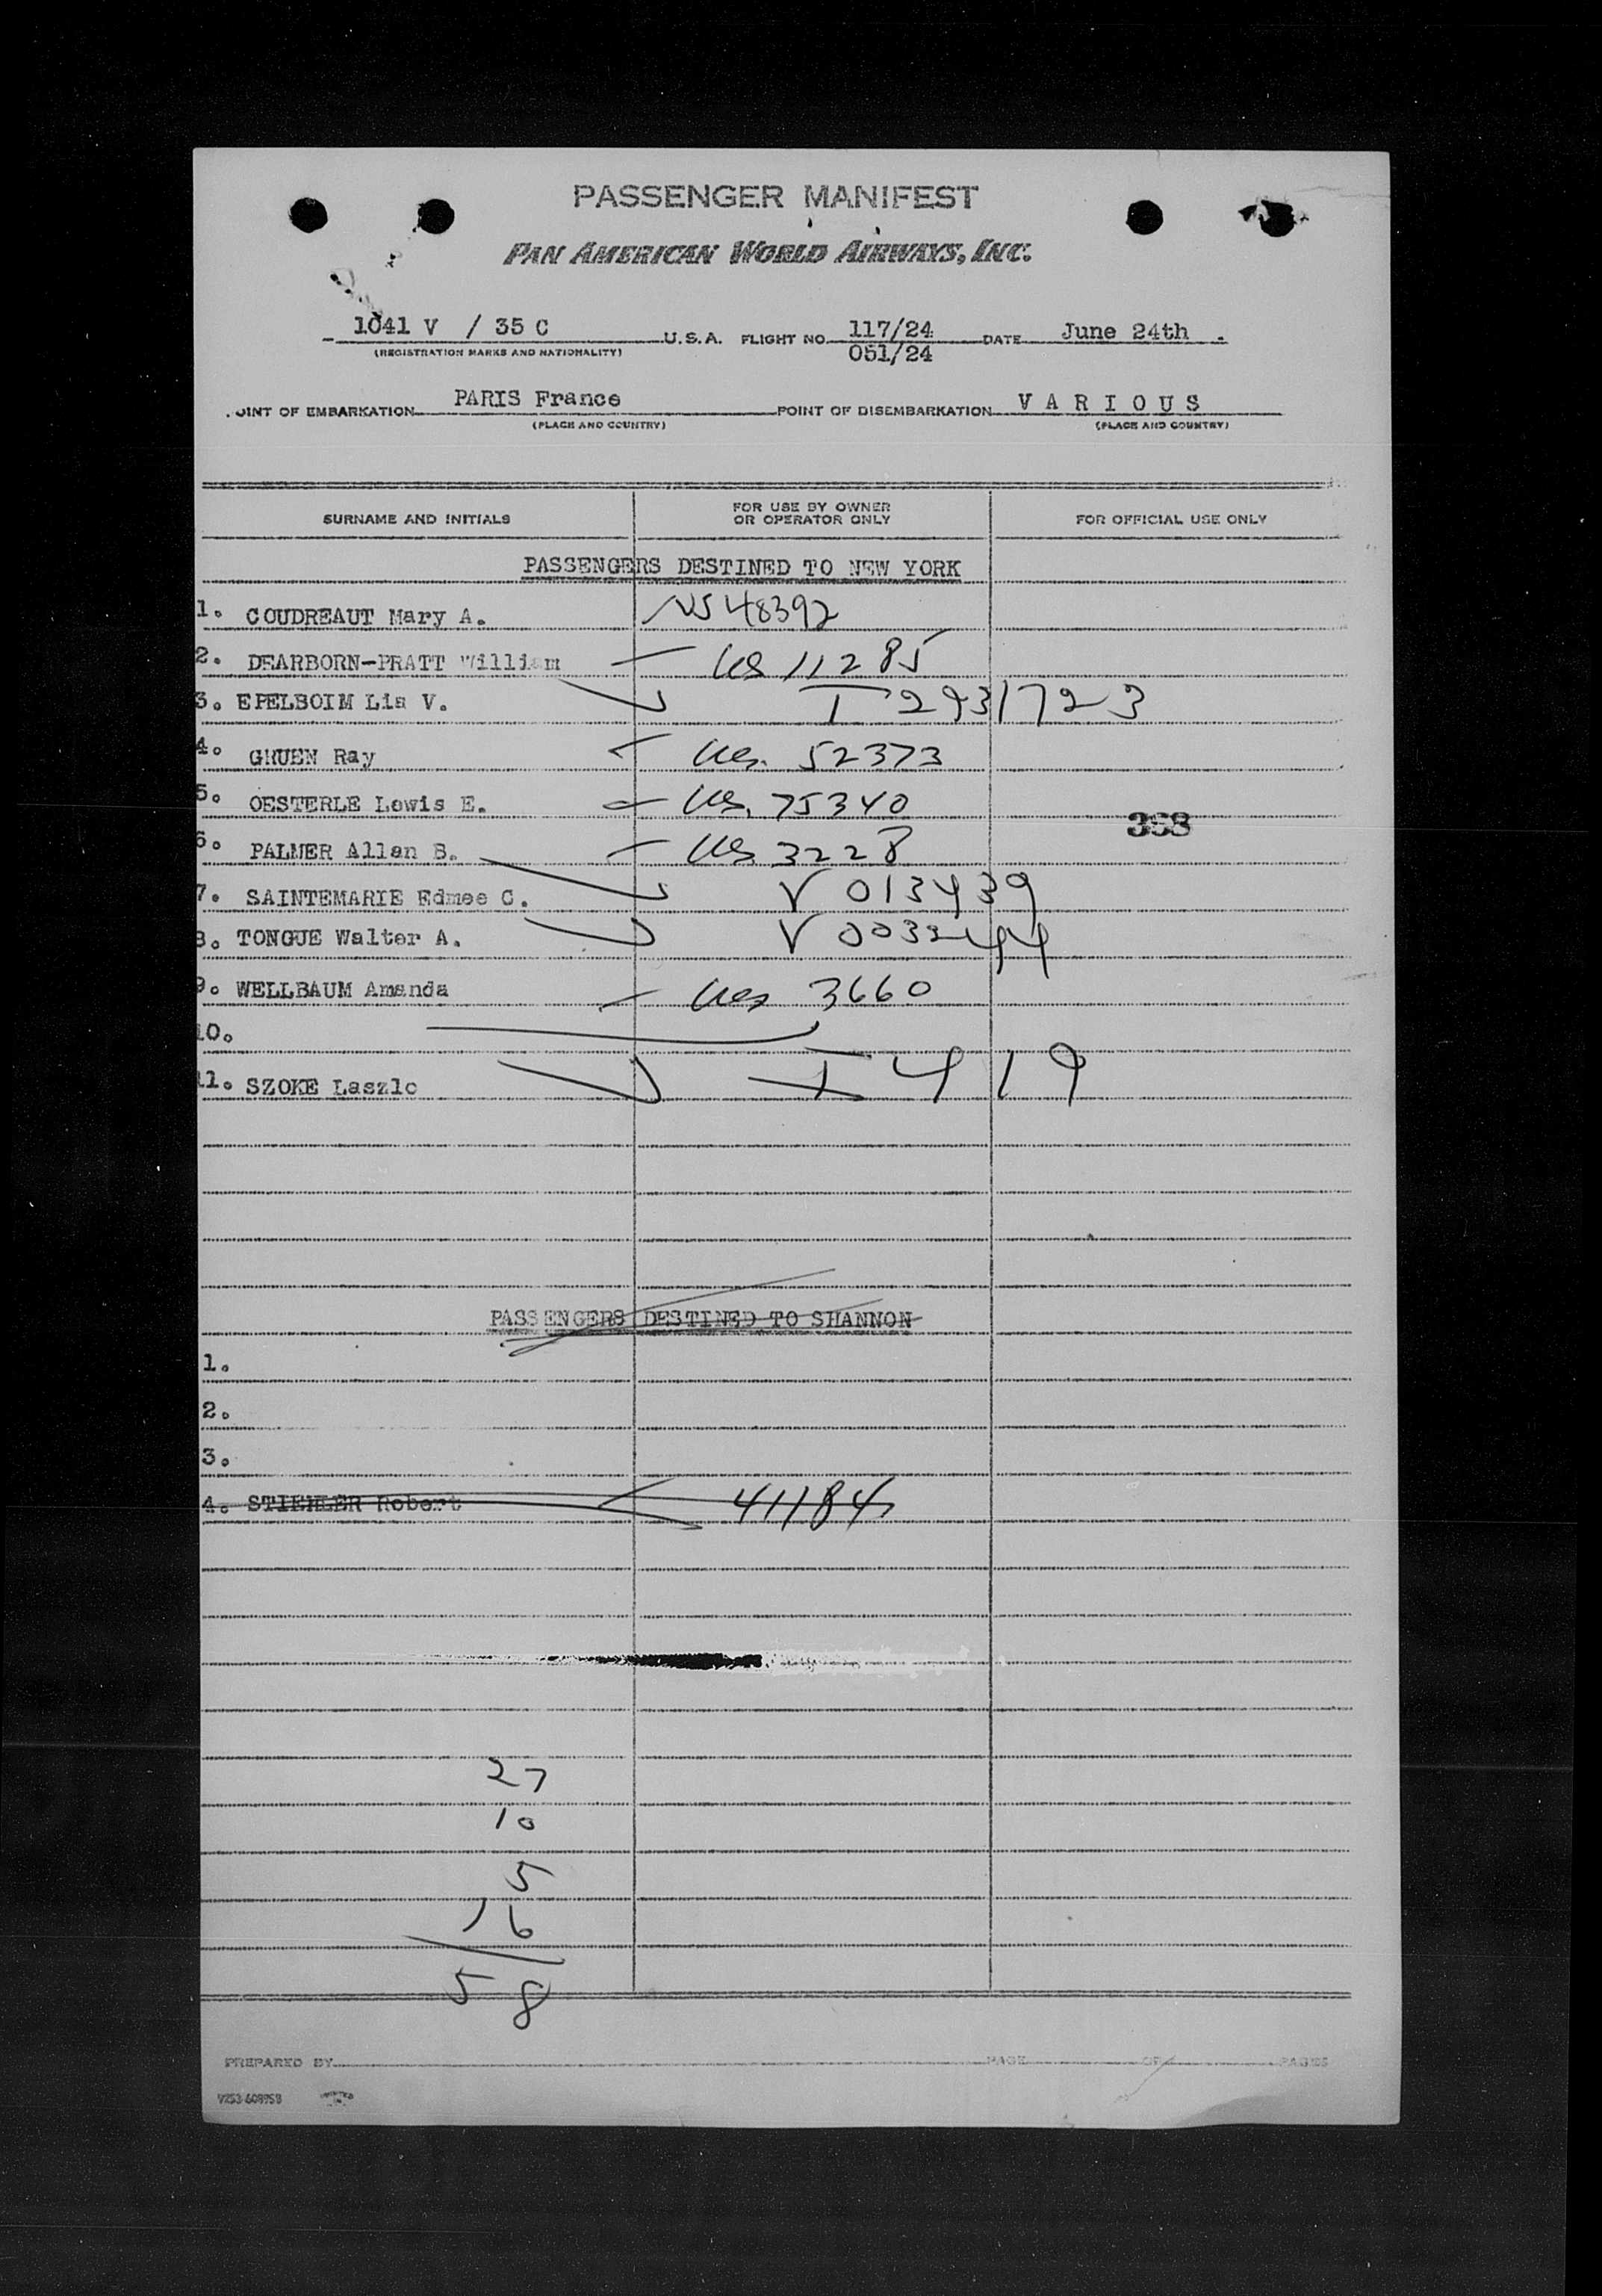 PASSENGER MANIFEST
PAN AMERICAN WORLD AIRWAYS, INC.
1041 V / 35 C U.S.A. FLIGHT NO. 117/24 DATE June 24th .
(REGISTRATION MARKS AND NATIONALITY) 051/24
OINT OF EMBARKATION PARIS France POINT OF DISEMBARKATION V A R I O U S
(PLACE AND COUNTRY) (PLACE AND COUNTRY)
SURNAME AND INITIALS FOR USE BY OWNER OR OPERATOR ONLY FOR OFFICIAL USE ONLY
PASSENGERS DESTINED TO NEW YORK
1. COUDREAUT Mary A. US 48392
2. DEARBORN-PRATT William US 11285
3. EPELBOIM Lia V. I 2931723
4. GRUEN Ray US. 52373
5. OESTERLE Lewis E. US. 75340
368
6. PALMER Allan B. US 3228
7. SAINTEMARIE Edmee C. V 013439
8. TONGUE Walter A. V 0033244
9. WELLBAUM Amanda US 3660
10.
11. SZOKE Laszlo I 419
PASSENGERS DESTINED TO SHANNON
1.
2.
3.
4. STIEHLER Robert 41184
27
10
5
16
58
PREPARED BY PAGE OF PAGES